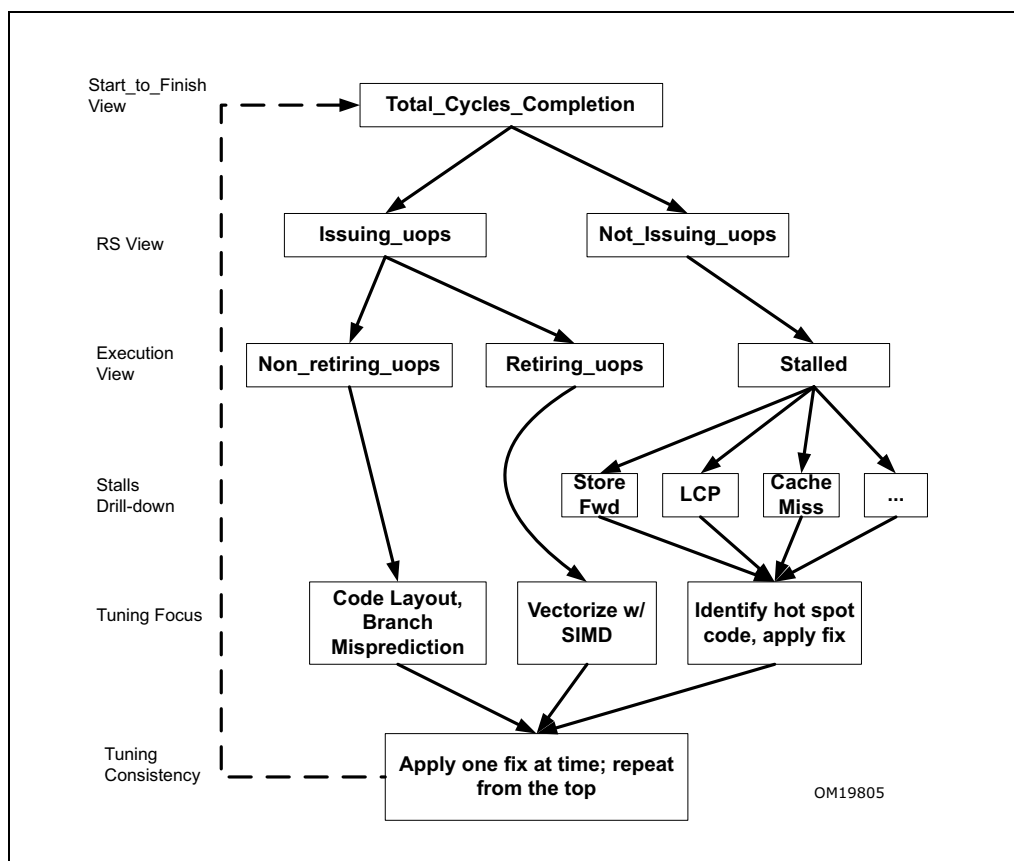 Start_to_Finish
View
Total_Cycles_Completion
RS View
Issuing_uops
Not_Issuing_uops
Execution
View
Non_retiring_uops
Retiring_uops
Stalled
Stalls
Drill-down
Store
Fwd
LCP
Cache
Miss
...
Tuning Focus
Code Layout,
Branch
Misprediction
Vectorize w/
SIMD
Identify hot spot
code, apply fix
Tuning
Consistency
Apply one fix at time; repeat
from the top
OM19805